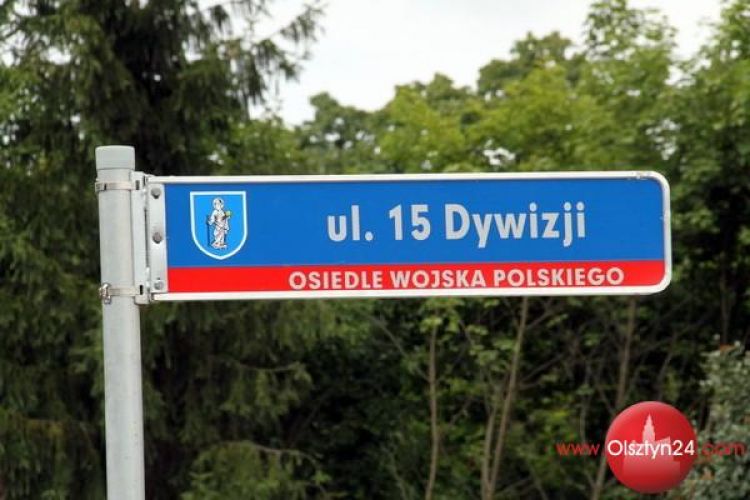 ul. 15 Dywizji
OSIEDLE WOJSKA POLSKIEGO
www.Olsztyn24.com